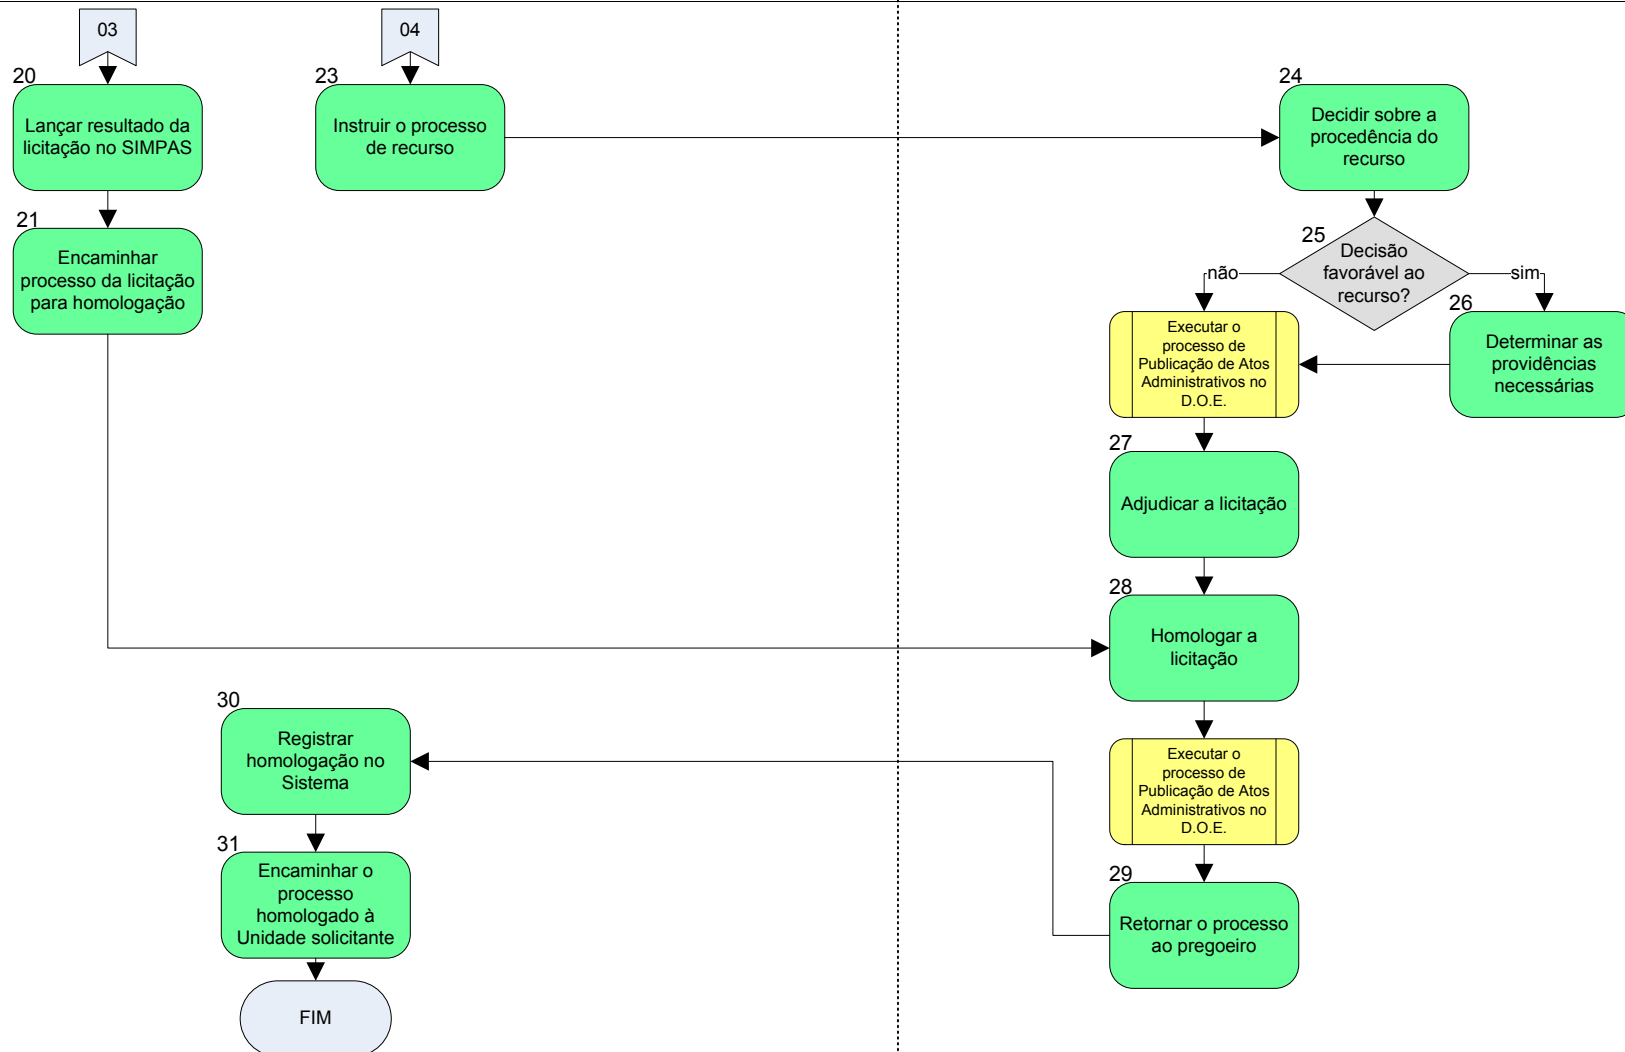 03
04
20
Lançar resultado da
licitação no SIMPAS
23
Instruir o processo
de recurso
24
Decidir sobre a
procedência do
recurso
21
Encaminhar
processo da licitação
para homologação
25
Decisão
favorável ao
recurso?
não
sim
Executar o
processo de
Publicação de Atos
Administrativos no
D.O.E.
26
Determinar as
providências
necessárias
27
Adjudicar a licitação
28
Homologar a
licitação
30
Registrar
homologação no
Sistema
Executar o
processo de
Publicação de Atos
Administrativos no
D.O.E.
31
Encaminhar o
processo
homologado à
Unidade solicitante
29
Retornar o processo
ao pregoeiro
FIM